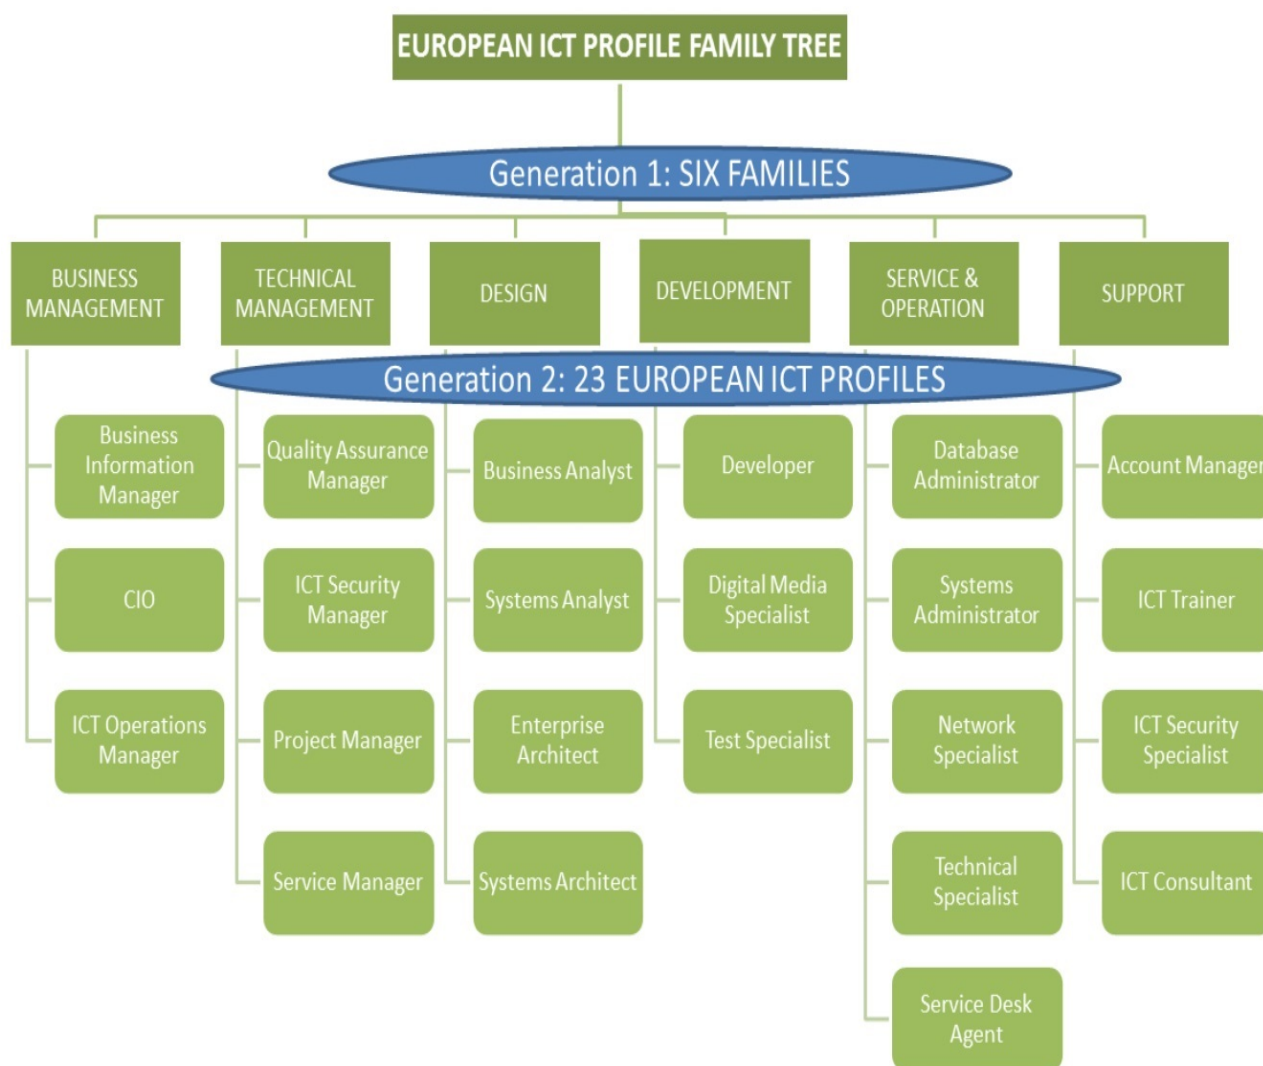 EUROPEAN ICT PROFILE FAMILY TREE
Generation 1: SIX FAMILIES
BUSINESS
MANAGEMENT
TECHNICAL
MANAGEMENT
DESIGN
DEVELOPMENT
SERVICE &
OPERATION
SUPPORT
Generation 2: 23 EUROPEAN ICT PROFILES
Business
Information
Manager
CIO
ICT Operations
Manager
Quality Assurance
Manager
ICT Security
Manager
Project Manager
Service Manager
Business Analyst
Systems Analyst
Enterprise
Architect
Systems Architect
Developer
Digital Media
Specialist
Test Specialist
Database
Administrator
Systems
Administrator
Network
Specialist
Technical
Specialist
Service Desk
Agent
Account Manager
ICT Trainer
ICT Security
Specialist
ICT Consultant